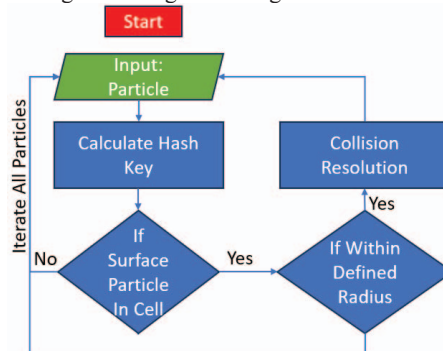 Start
Input:
Particle
Calculate Hash
Key
Collision
Resolution
Iterate All Particles
No
If
Surface
Particle
In Cell
Yes
If Within
Defined
Radius
Yes